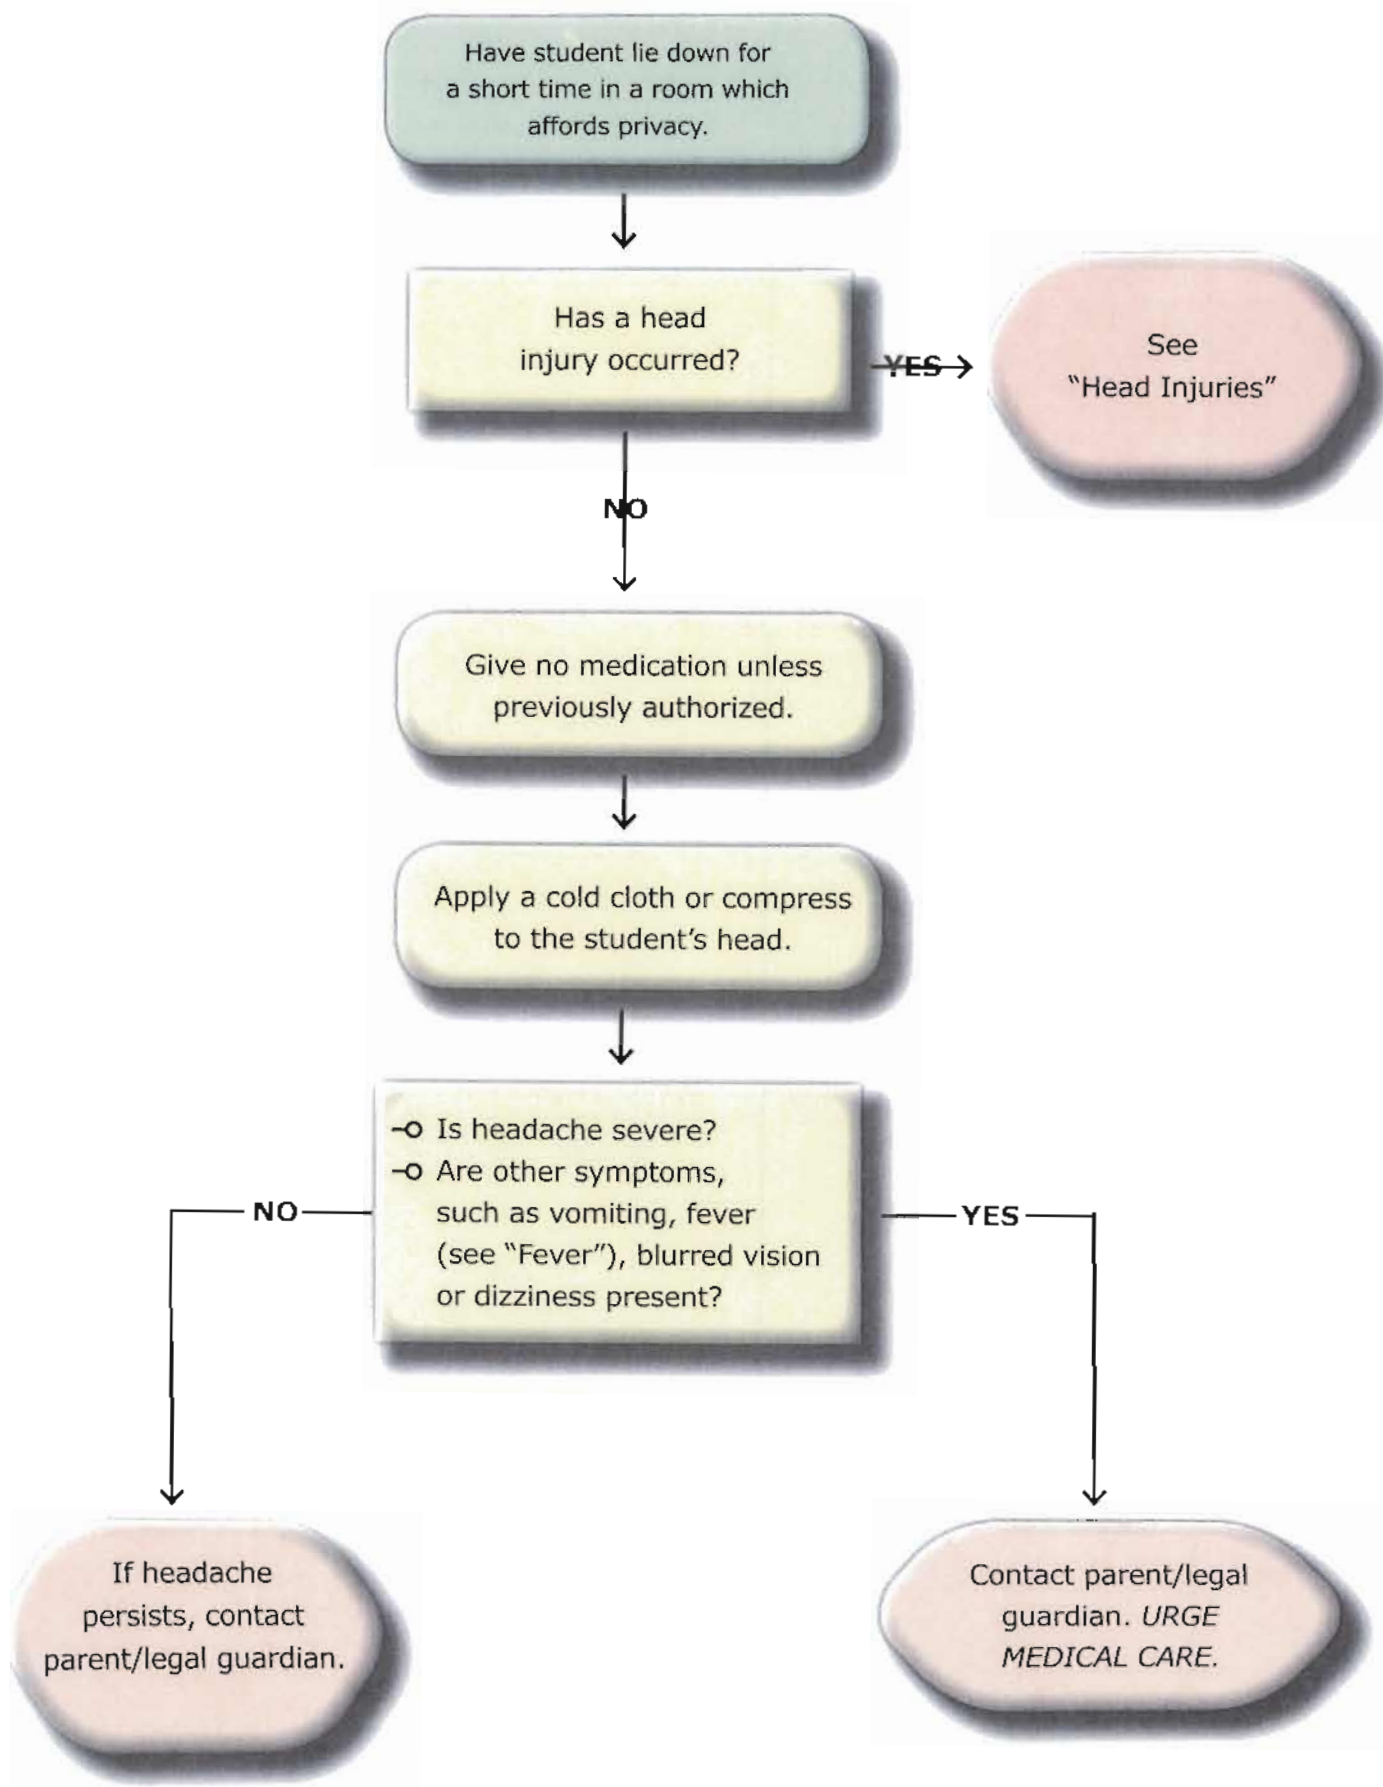 Have student lie down for
a short time in a room which
affords privacy.
Has a head
injury occurred?
YES
See
“Head Injuries”
NO
Give no medication unless
previously authorized.
Apply a cold cloth or compress
to the student’s head.
Is headache severe?
Are other symptoms,
such as vomiting, fever
(see “Fever”), blurred vision
or dizziness present?
NO
YES
If headache
persists, contact
parent/legal guardian.
Contact parent/legal
guardian. URGE
MEDICAL CARE.